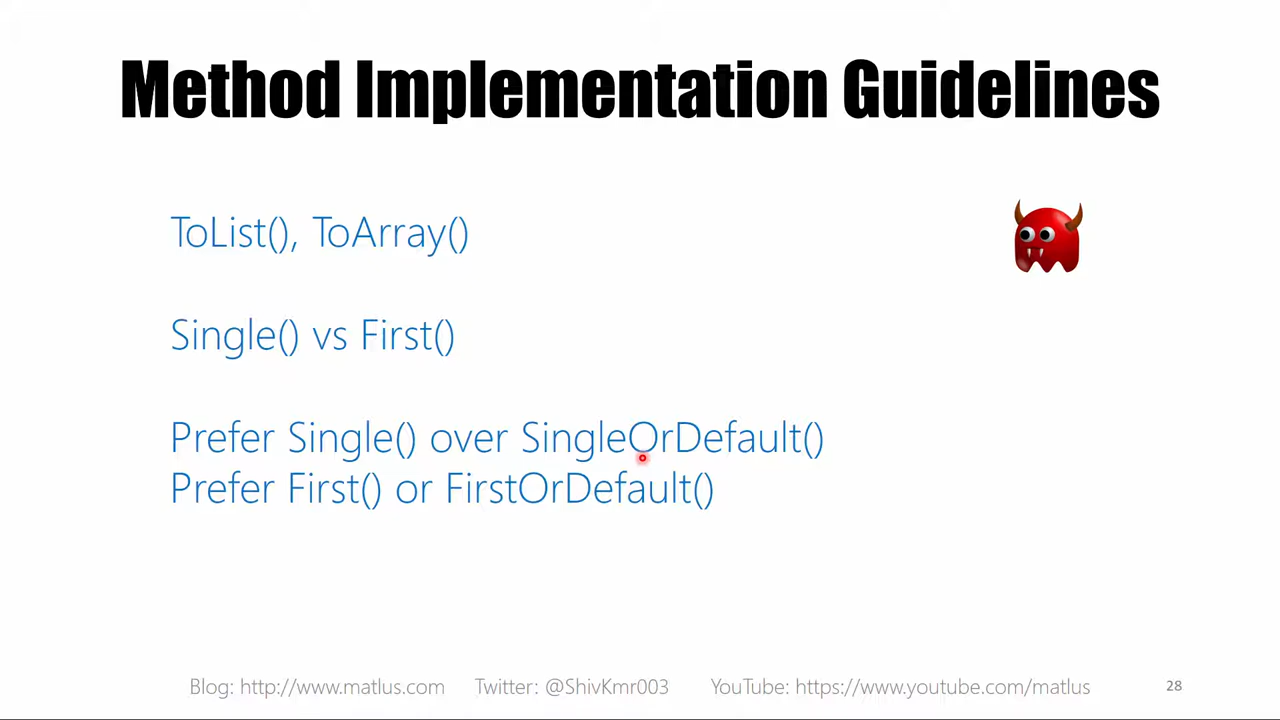 Method Implementation Guidelines
ToList(), ToArray()
Single() vs First()
Prefer Single() over SingleOrDefault()
Prefer First() or FirstOrDefault()
Blog: http://www.matlus.com Twitter: @ShivKmr003 YouTube: https://www.youtube.com/matlus 28